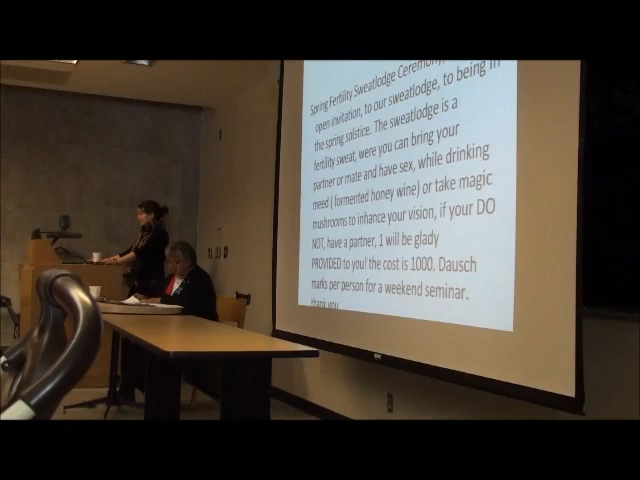 Spring Fertility Sweatlodge Ceremony,
open invitation, to our sweatlodge, to being in
the spring solstice. The sweatlodge is a
fertility sweat, were you can bring your
partner or mate and have sex, while drinking
meed ( formented honey wine) or take magic
mushrooms to inhance your vision, if your DO
NOT, have a partner, 1 will be glady
PROVIDED to you! the cost is 1000. Dausch
marks per person for a weekend seminar.
thank you